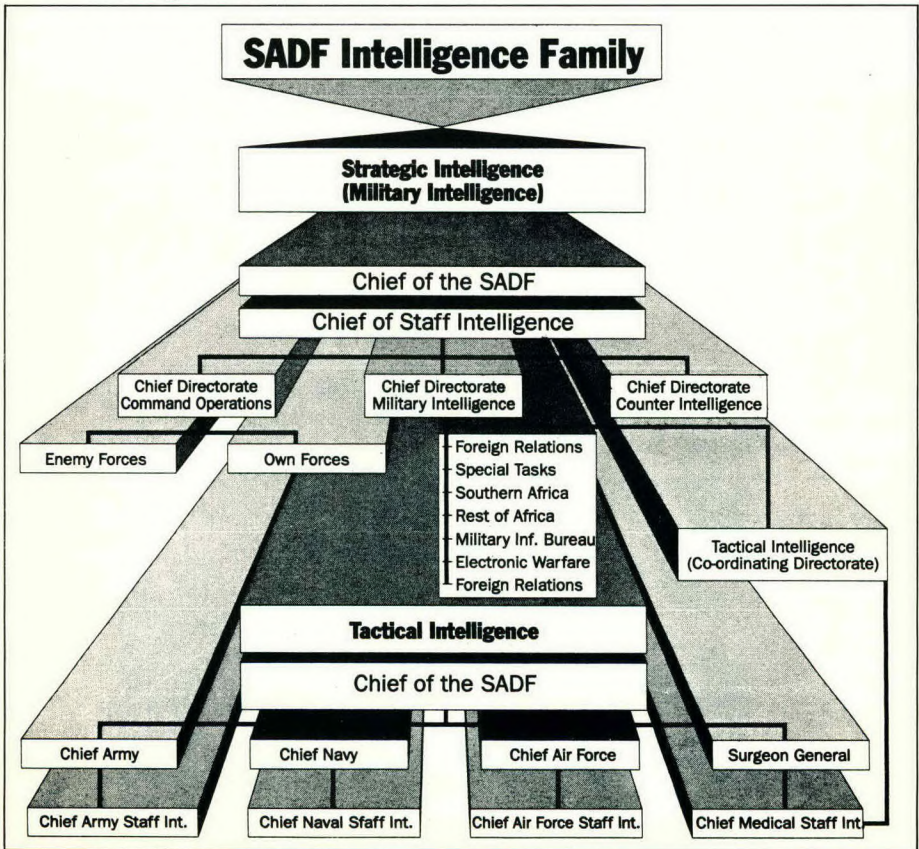 SADF Intelligence Family
Strategic Intelligence
(Military Intelligence)
Chief of the SADF
Chief of Staff Intelligence
Chief Directorate
Command Operations
Chief Directorate
Military Intelligence
Chief Directorate
Counter Intelligence
Enemy Forces
Own Forces
Foreign Relations
Special Tasks
Southern Africa
Rest of Africa
Military Inf. Bureau
Electronic Warfare
Foreign Relations
Tactical Intelligence
(Co-ordinating Directorate)
Tactical Intelligence
Chief of the SADF
Chief Army
Chief Navy
Chief Air Force
Surgeon General
Chief Army Staff Int.
Chief Naval Sfaff Int.
Chief Air Force Staff Int.
Chief Medical Staff Int